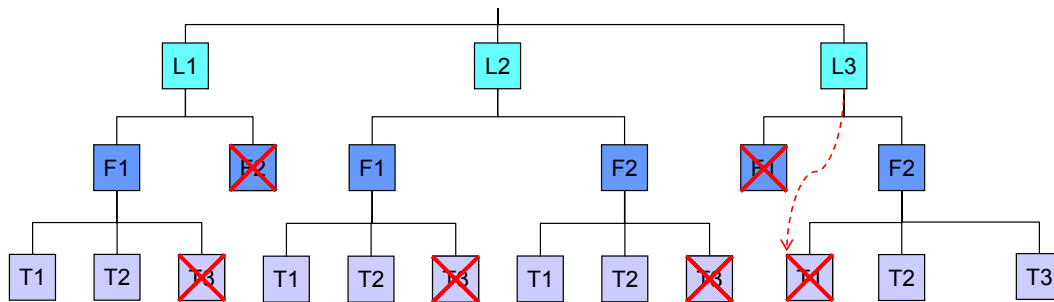 L1 L2 L3
F1 F2 F1 F2 F1 F2
T1 T2 T3 T1 T2 T3 T1 T2 T3 T1 T2 T3